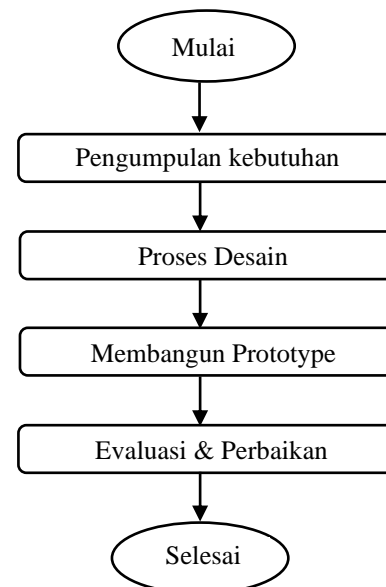 Mulai
Pengumpulan kebutuhan
Proses Desain
Membangun Prototype
Evaluasi & Perbaikan
Selesai